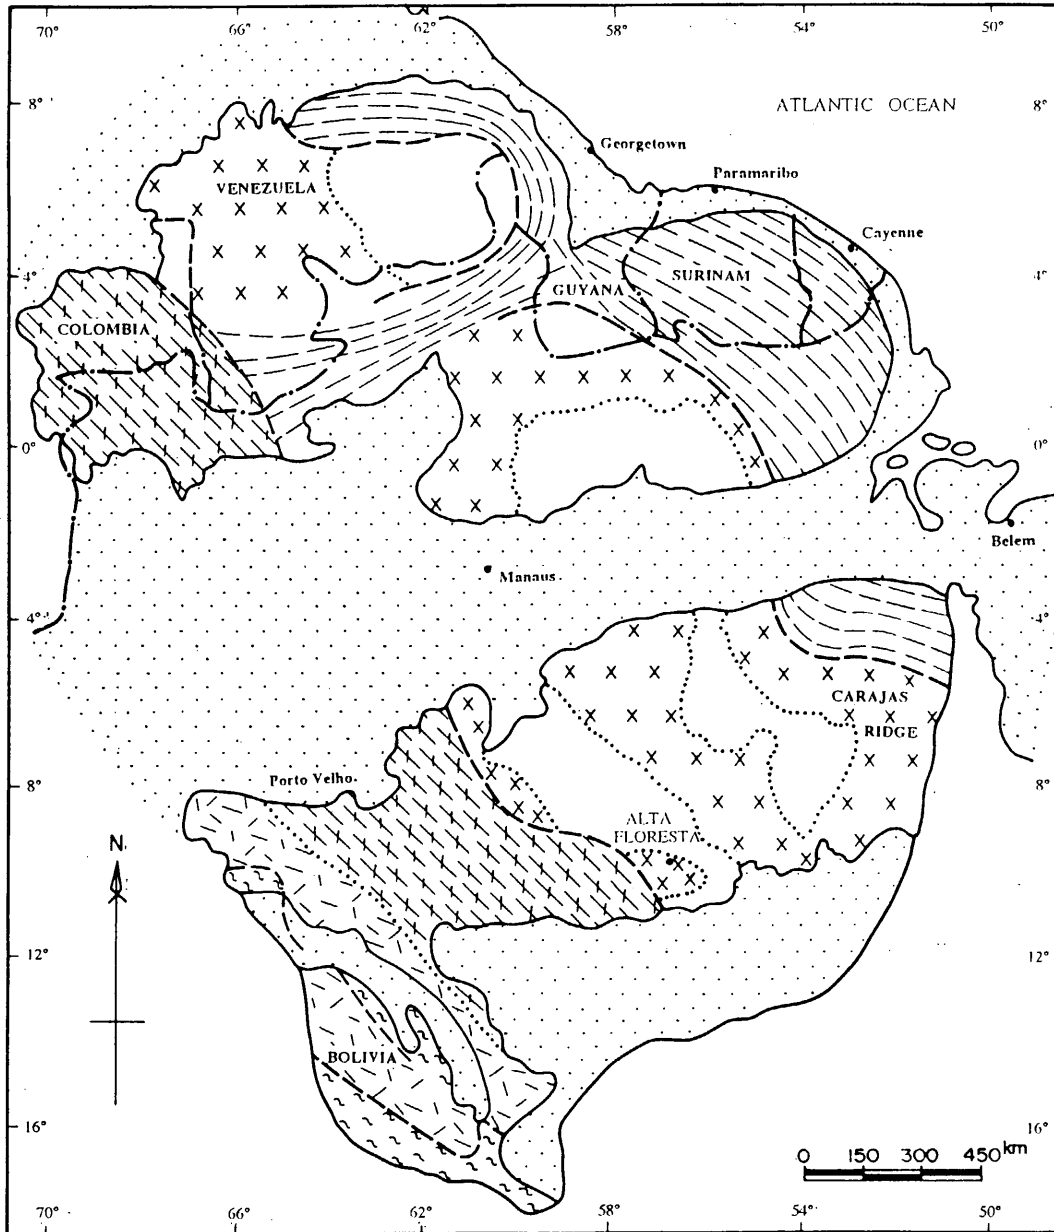 70° 66° 62° 58° 54° 50°
8° ATLANTIC OCEAN 8°
Georgetown
Paramaribo
VENEZUELA
Cayenne
4° SURINAM 4°
GUYANA
COLOMBIA
0° 0°
Belem
Manaus.
4° 4°
CARAJAS
RIDGE
Porto Velho.
8° 8°
ALTA
FLORESTA
N
12° 12°
BOLIVIA
16° 16°
0 150 300 450 km
70° 66° 62° 58° 54° 50°